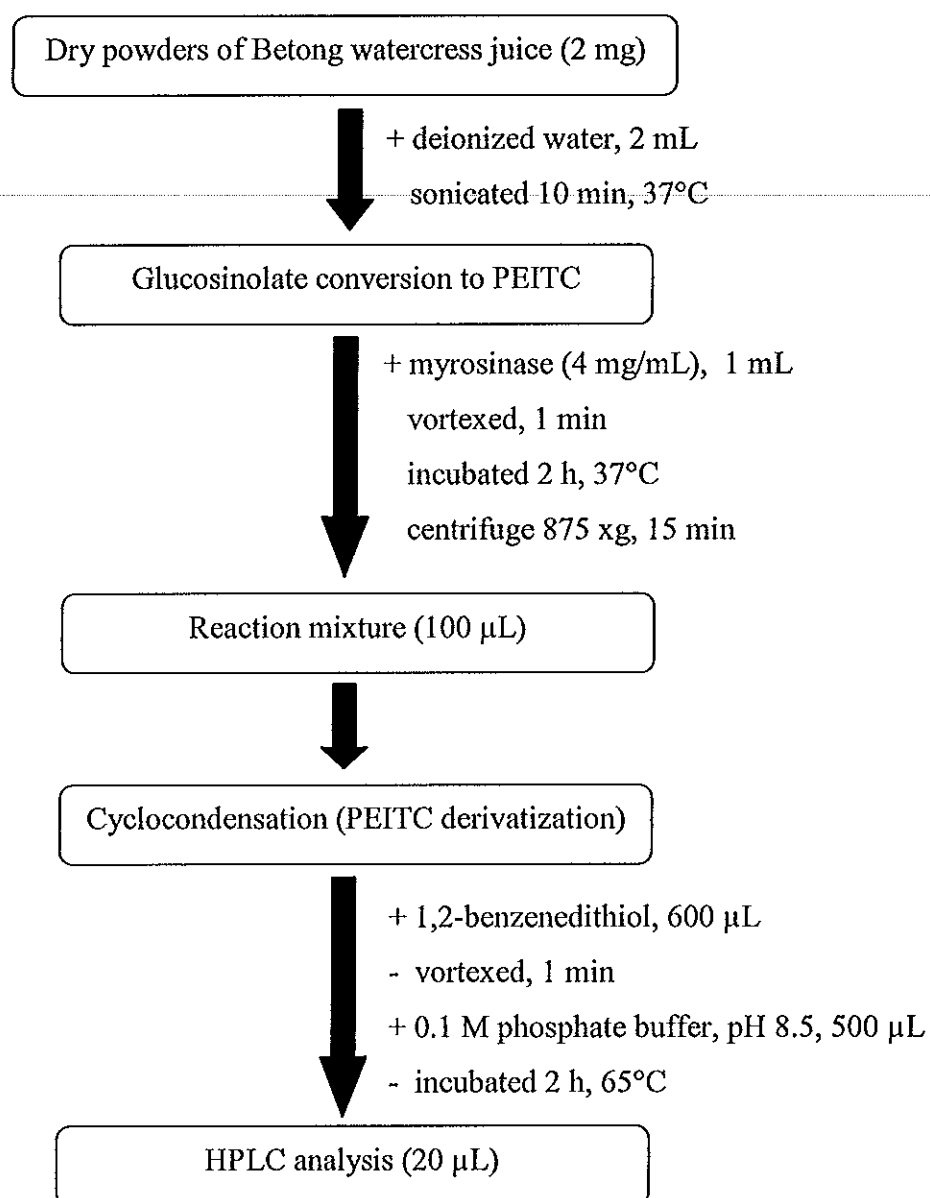 Dry powders of Betong watercress juice (2 mg)
+ deionized water, 2 mL
sonicated 10 min, 37°C
Glucosinolate conversion to PEITC
+ myrosinase (4 mg/mL), 1 mL
vortexed, 1 min
incubated 2 h, 37°C
centrifuge 875 xg, 15 min
Reaction mixture (100 µL)
Cyclocondensation (PEITC derivatization)
+ 1,2-benzenedithiol, 600 µL
- vortexed, 1 min
+ 0.1 M phosphate buffer, pH 8.5, 500 µL
- incubated 2 h, 65°C
HPLC analysis (20 µL)